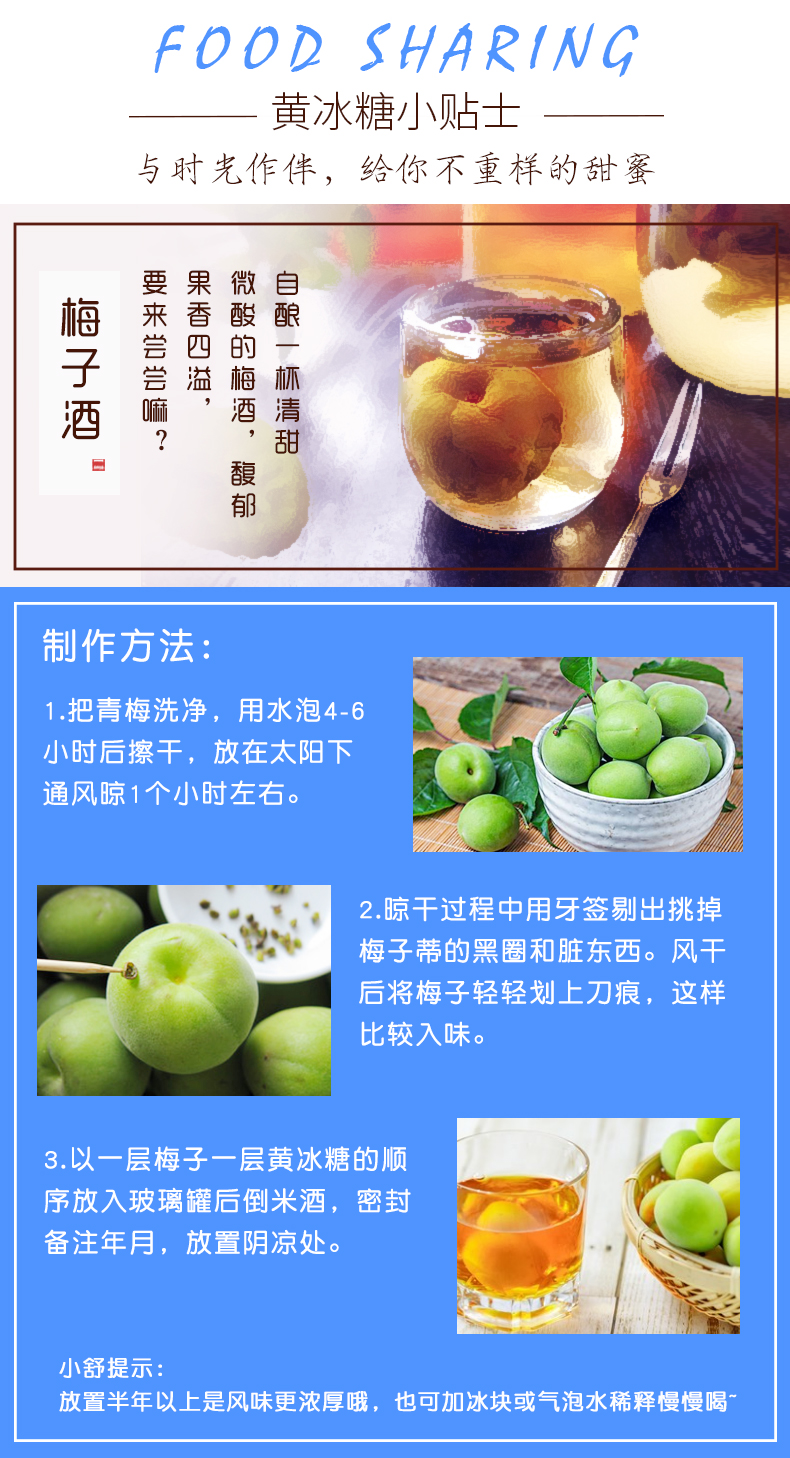 FOOD SHARING
黄冰糖小贴士
与时光作伴，给你不重样的甜蜜
梅子酒
自酿一杯清甜
微酸的梅酒，馥郁
果香四溢，
要来尝尝嘛？
制作方法：
1.把青梅洗净，用水泡4-6
小时后擦干，放在太阳下
通风晾1个小时左右。
2.晾干过程中用牙签剔出挑掉
梅子蒂的黑圈和脏东西。风干
后将梅子轻轻划上刀痕，这样
比较入味。
3.以一层梅子一层黄冰糖的顺
序放入玻璃罐后倒米酒，密封
备注年月，放置阴凉处。
小舒提示：
放置半年以上是风味更浓厚哦，也可加冰块或气泡水稀释慢慢喝~